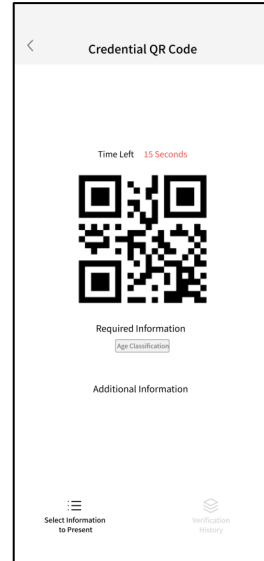 Credential QR Code
Time Left 15 Seconds
Required Information
Age Classification
Additional Information
Select Information
to Present
Verification
History